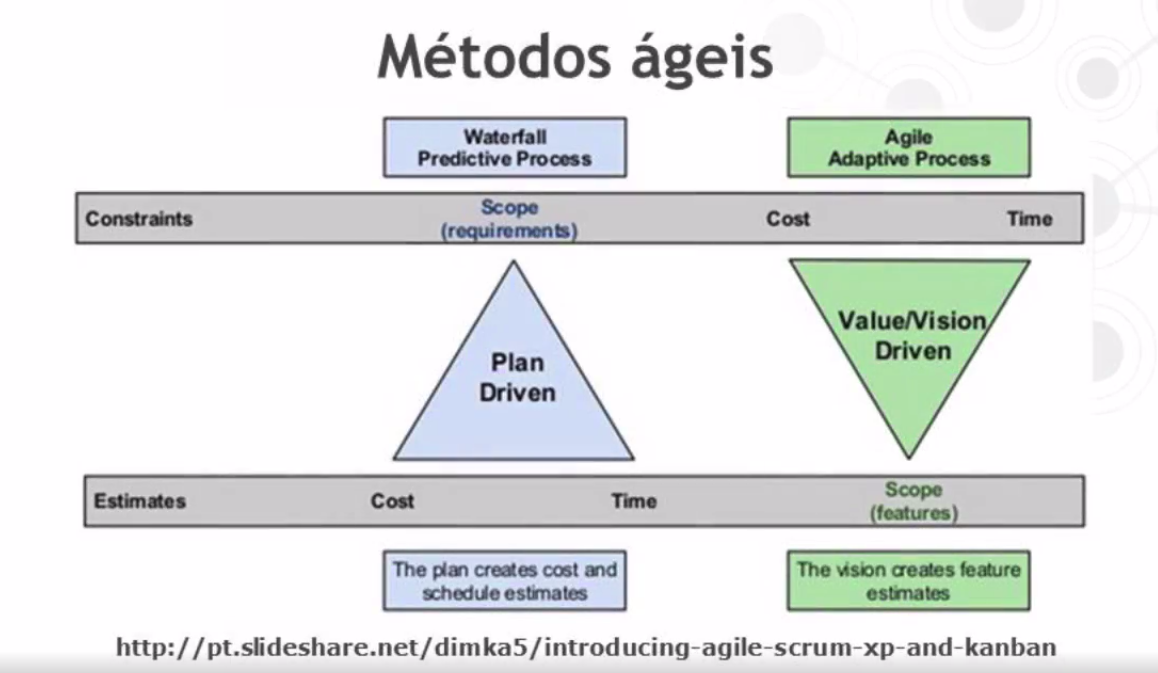 Métodos ágeis
Waterfall
Predictive Process
Agile
Adaptive Process
Constraints
Scope
(requirements)
Cost
Time
Plan
Driven
Value/Vision
Driven
Estimates
Cost
Time
Scope
(features)
The plan creates cost and
schedule estimates
The vision creates feature
estimates
http://pt.slideshare.net/dimka5/introducing-agile-scrum-xp-and-kanban